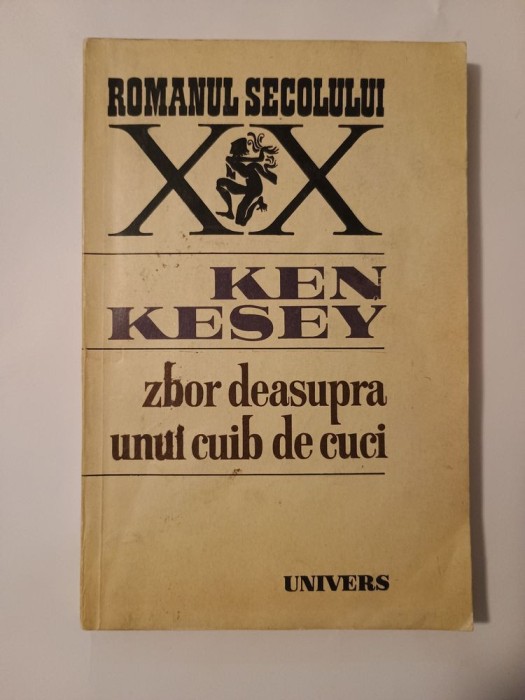 ROMANUL SECOLULUI
XX
KEN
KESEY
zbor deasupra
unui cuib de cuci
UNIVERS